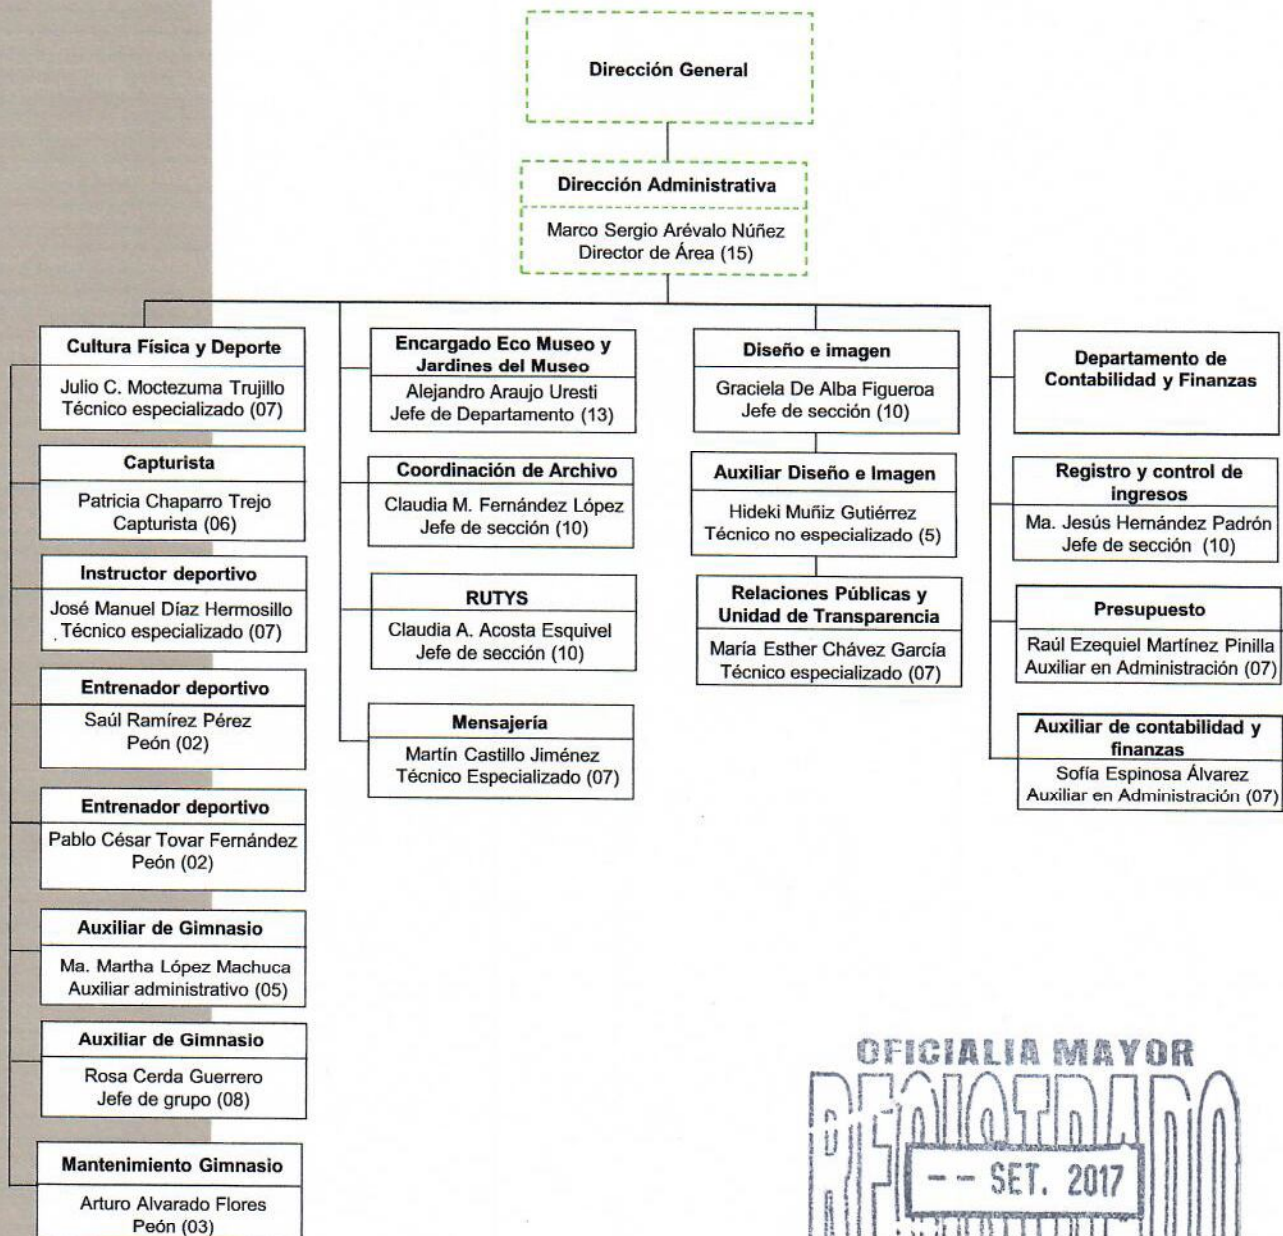 Dirección General
Dirección Administrativa
Marco Sergio Arévalo Núñez
Director de Área (15)
Cultura Física y Deporte
Julio C. Moctezuma Trujillo
Técnico especializado (07)
Capturista
Patricia Chaparro Trejo
Capturista (06)
Instructor deportivo
José Manuel Díaz Hermosillo
Técnico especializado (07)
Entrenador deportivo
Saúl Ramírez Pérez
Peón (02)
Entrenador deportivo
Pablo César Tovar Fernández
Peón (02)
Auxiliar de Gimnasio
Ma. Martha López Machuca
Auxiliar administrativo (05)
Auxiliar de Gimnasio
Rosa Cerda Guerrero
Jefe de grupo (08)
Mantenimiento Gimnasio
Arturo Alvarado Flores
Peón (03)
Encargado Eco Museo y
Jardines del Museo
Alejandro Araujo Uresti
Jefe de Departamento (13)
Coordinación de Archivo
Claudia M. Fernández López
Jefe de sección (10)
RUTYS
Claudia A. Acosta Esquivel
Jefe de sección (10)
Mensajería
Martín Castillo Jiménez
Técnico Especializado (07)
Diseño e imagen
Graciela De Alba Figueroa
Jefe de sección (10)
Auxiliar Diseño e Imagen
Hideki Muñiz Gutiérrez
Técnico no especializado (5)
Relaciones Públicas y
Unidad de Transparencia
María Esther Chávez García
Técnico especializado (07)
Departamento de
Contabilidad y Finanzas
Registro y control de
ingresos
Ma. Jesús Hernández Padrón
Jefe de sección (10)
Presupuesto
Raúl Ezequiel Martínez Pinilla
Auxiliar en Administración (07)
Auxiliar de contabilidad y
finanzas
Sofía Espinosa Álvarez
Auxiliar en Administración (07)
OFICIALIA MAYOR
REGISTRADO
-- SET. 2017